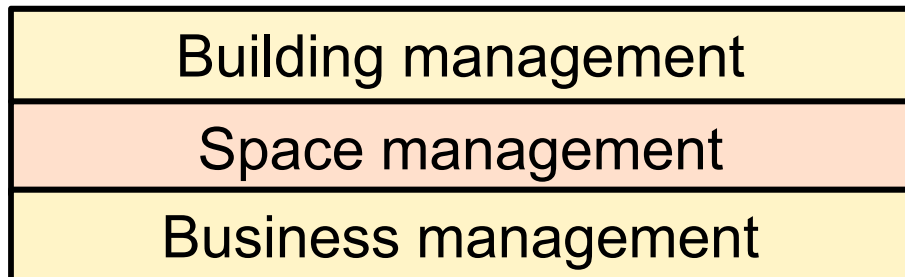 Building management
Space management
Business management